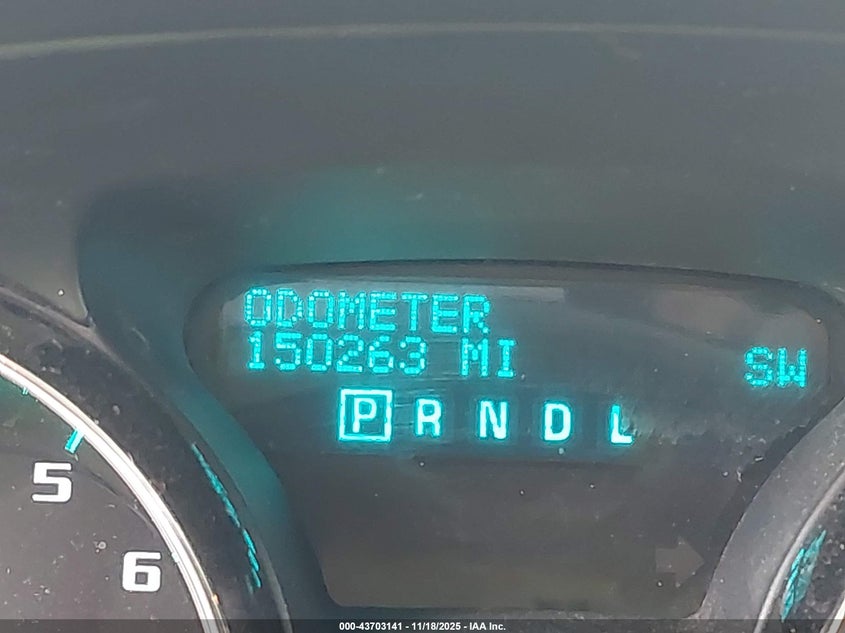 ODOMETER
150263 MI SW
P R N D L
5
6
000-43703141 - 11/18/2025 - IAA Inc.